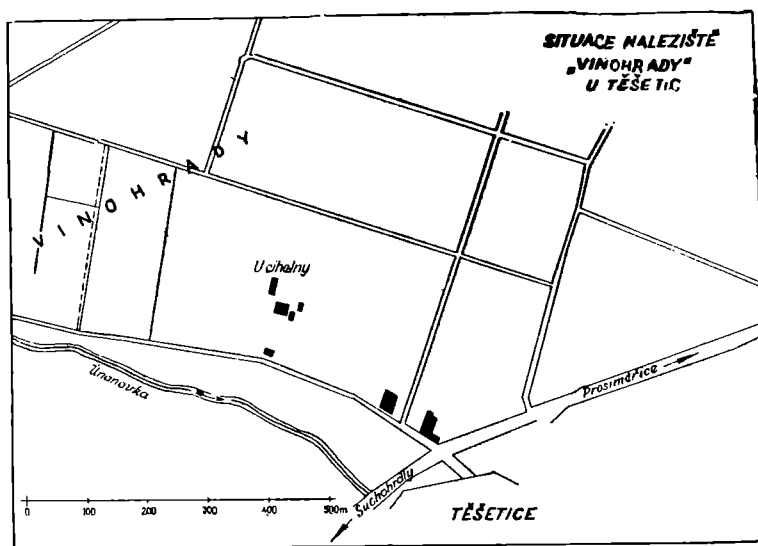 SITUACE NALEZIŠTĚ
„VINOHRADY"
U TĚŠETIC
VINOHRADY
U cihelny
Únanovka
Prosiměřice
Suchohrdly
TĚŠETICE
0 100 200 300 400 500m